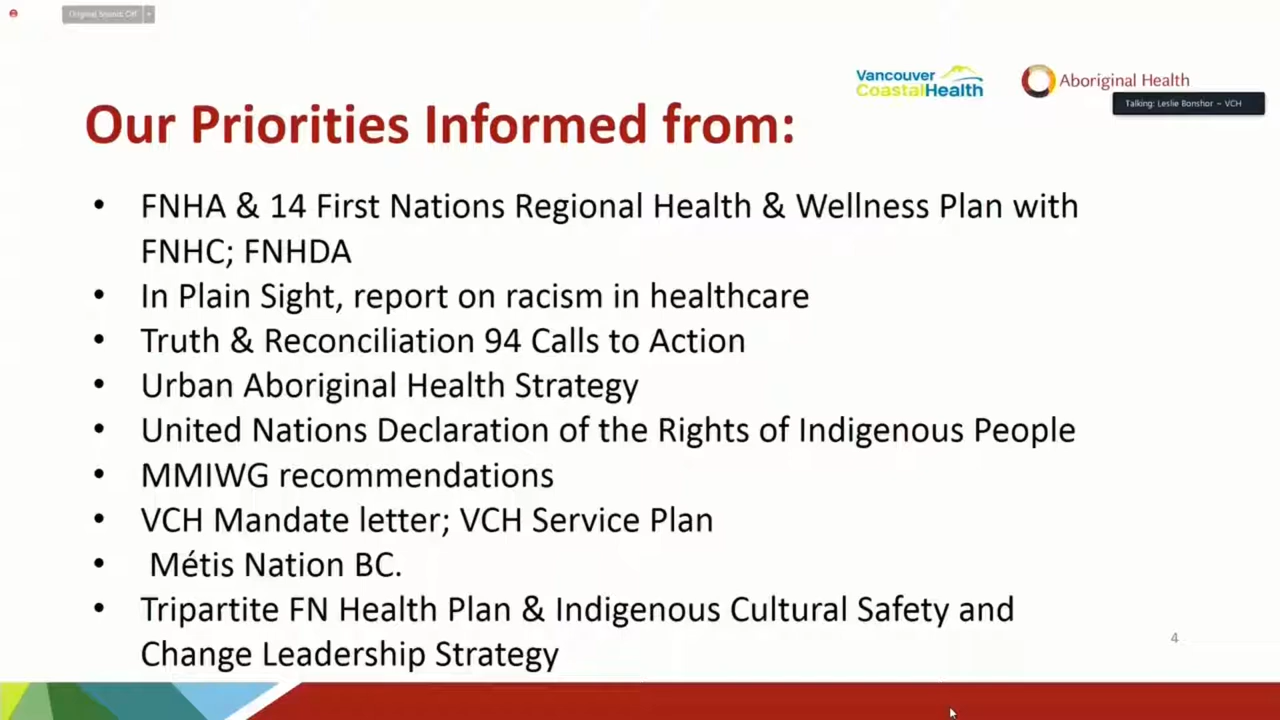 Original Sound: Off
Vancouver
CoastalHealth
Aboriginal Health
Talking: Leslie Bonshor - VCH
Our Priorities Informed from:
• FNHA & 14 First Nations Regional Health & Wellness Plan with
FNHC; FNHDA
• In Plain Sight, report on racism in healthcare
• Truth & Reconciliation 94 Calls to Action
• Urban Aboriginal Health Strategy
• United Nations Declaration of the Rights of Indigenous People
• MMIWG recommendations
• VCH Mandate letter; VCH Service Plan
• Métis Nation BC.
• Tripartite FN Health Plan & Indigenous Cultural Safety and
Change Leadership Strategy
4